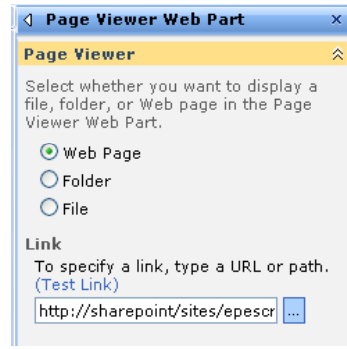 Page Viewer Web Part
Page Viewer
Select whether you want to display a
file, folder, or Web page in the Page
Viewer Web Part.
Web Page
Folder
File
Link
To specify a link, type a URL or path.
(Test Link)
http://sharepoint/sites/epescr ...